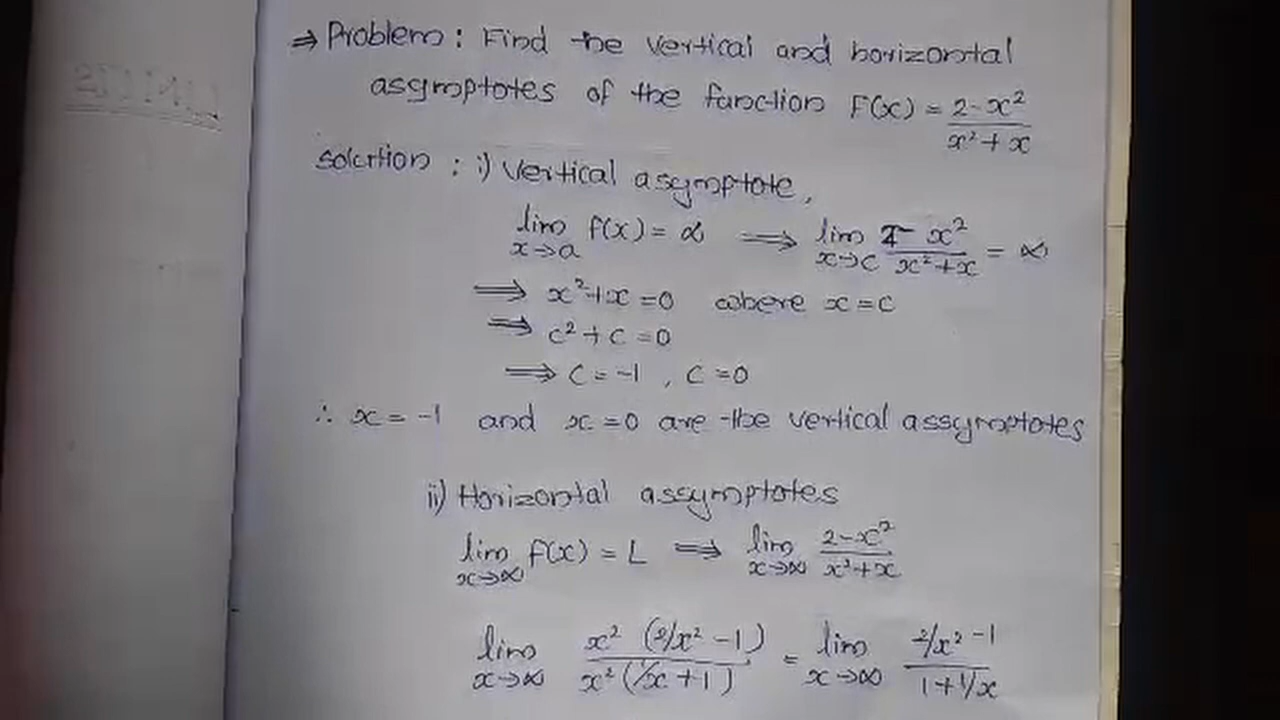 ⇒ Problem: Find the vertical and horizontal
asymptotes of the function F(x) = (2-x²)/(x²+x)
solution : i) Vertical asymptote,
lim x→a f(x) = ∝ ⟹ lim x→c (2-x²)/(x²+x) = ∞
⟹ x²+x=0 where x=c
⟹ c²+c=0
⟹ c=-1, c=0
∴ x=-1 and x=0 are the vertical assymptotes
ii) Horizontal assymptotes
lim x→∞ f(x) = L ⟹ lim x→∞ (2-x²)/(x²+x)
lim x→∞ x²(2/x²-1)/x²(1/x+1) = lim x→∞ (2/x²-1)/(1+1/x)